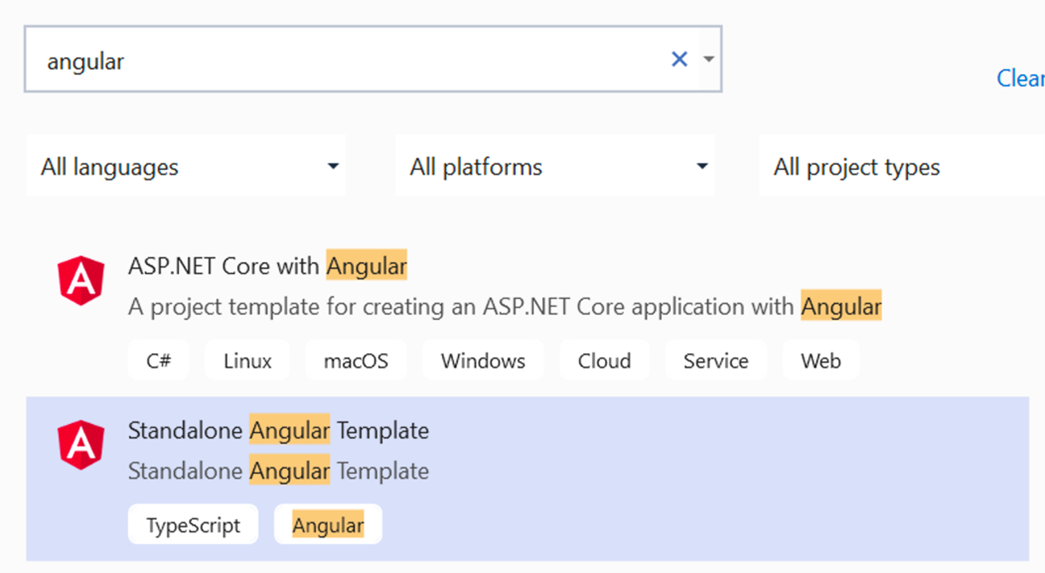 angular
Clear
All languages
All platforms
All project types
ASP.NET Core with Angular
A project template for creating an ASP.NET Core application with Angular
C#
Linux
macOS
Windows
Cloud
Service
Web
Standalone Angular Template
Standalone Angular Template
TypeScript
Angular